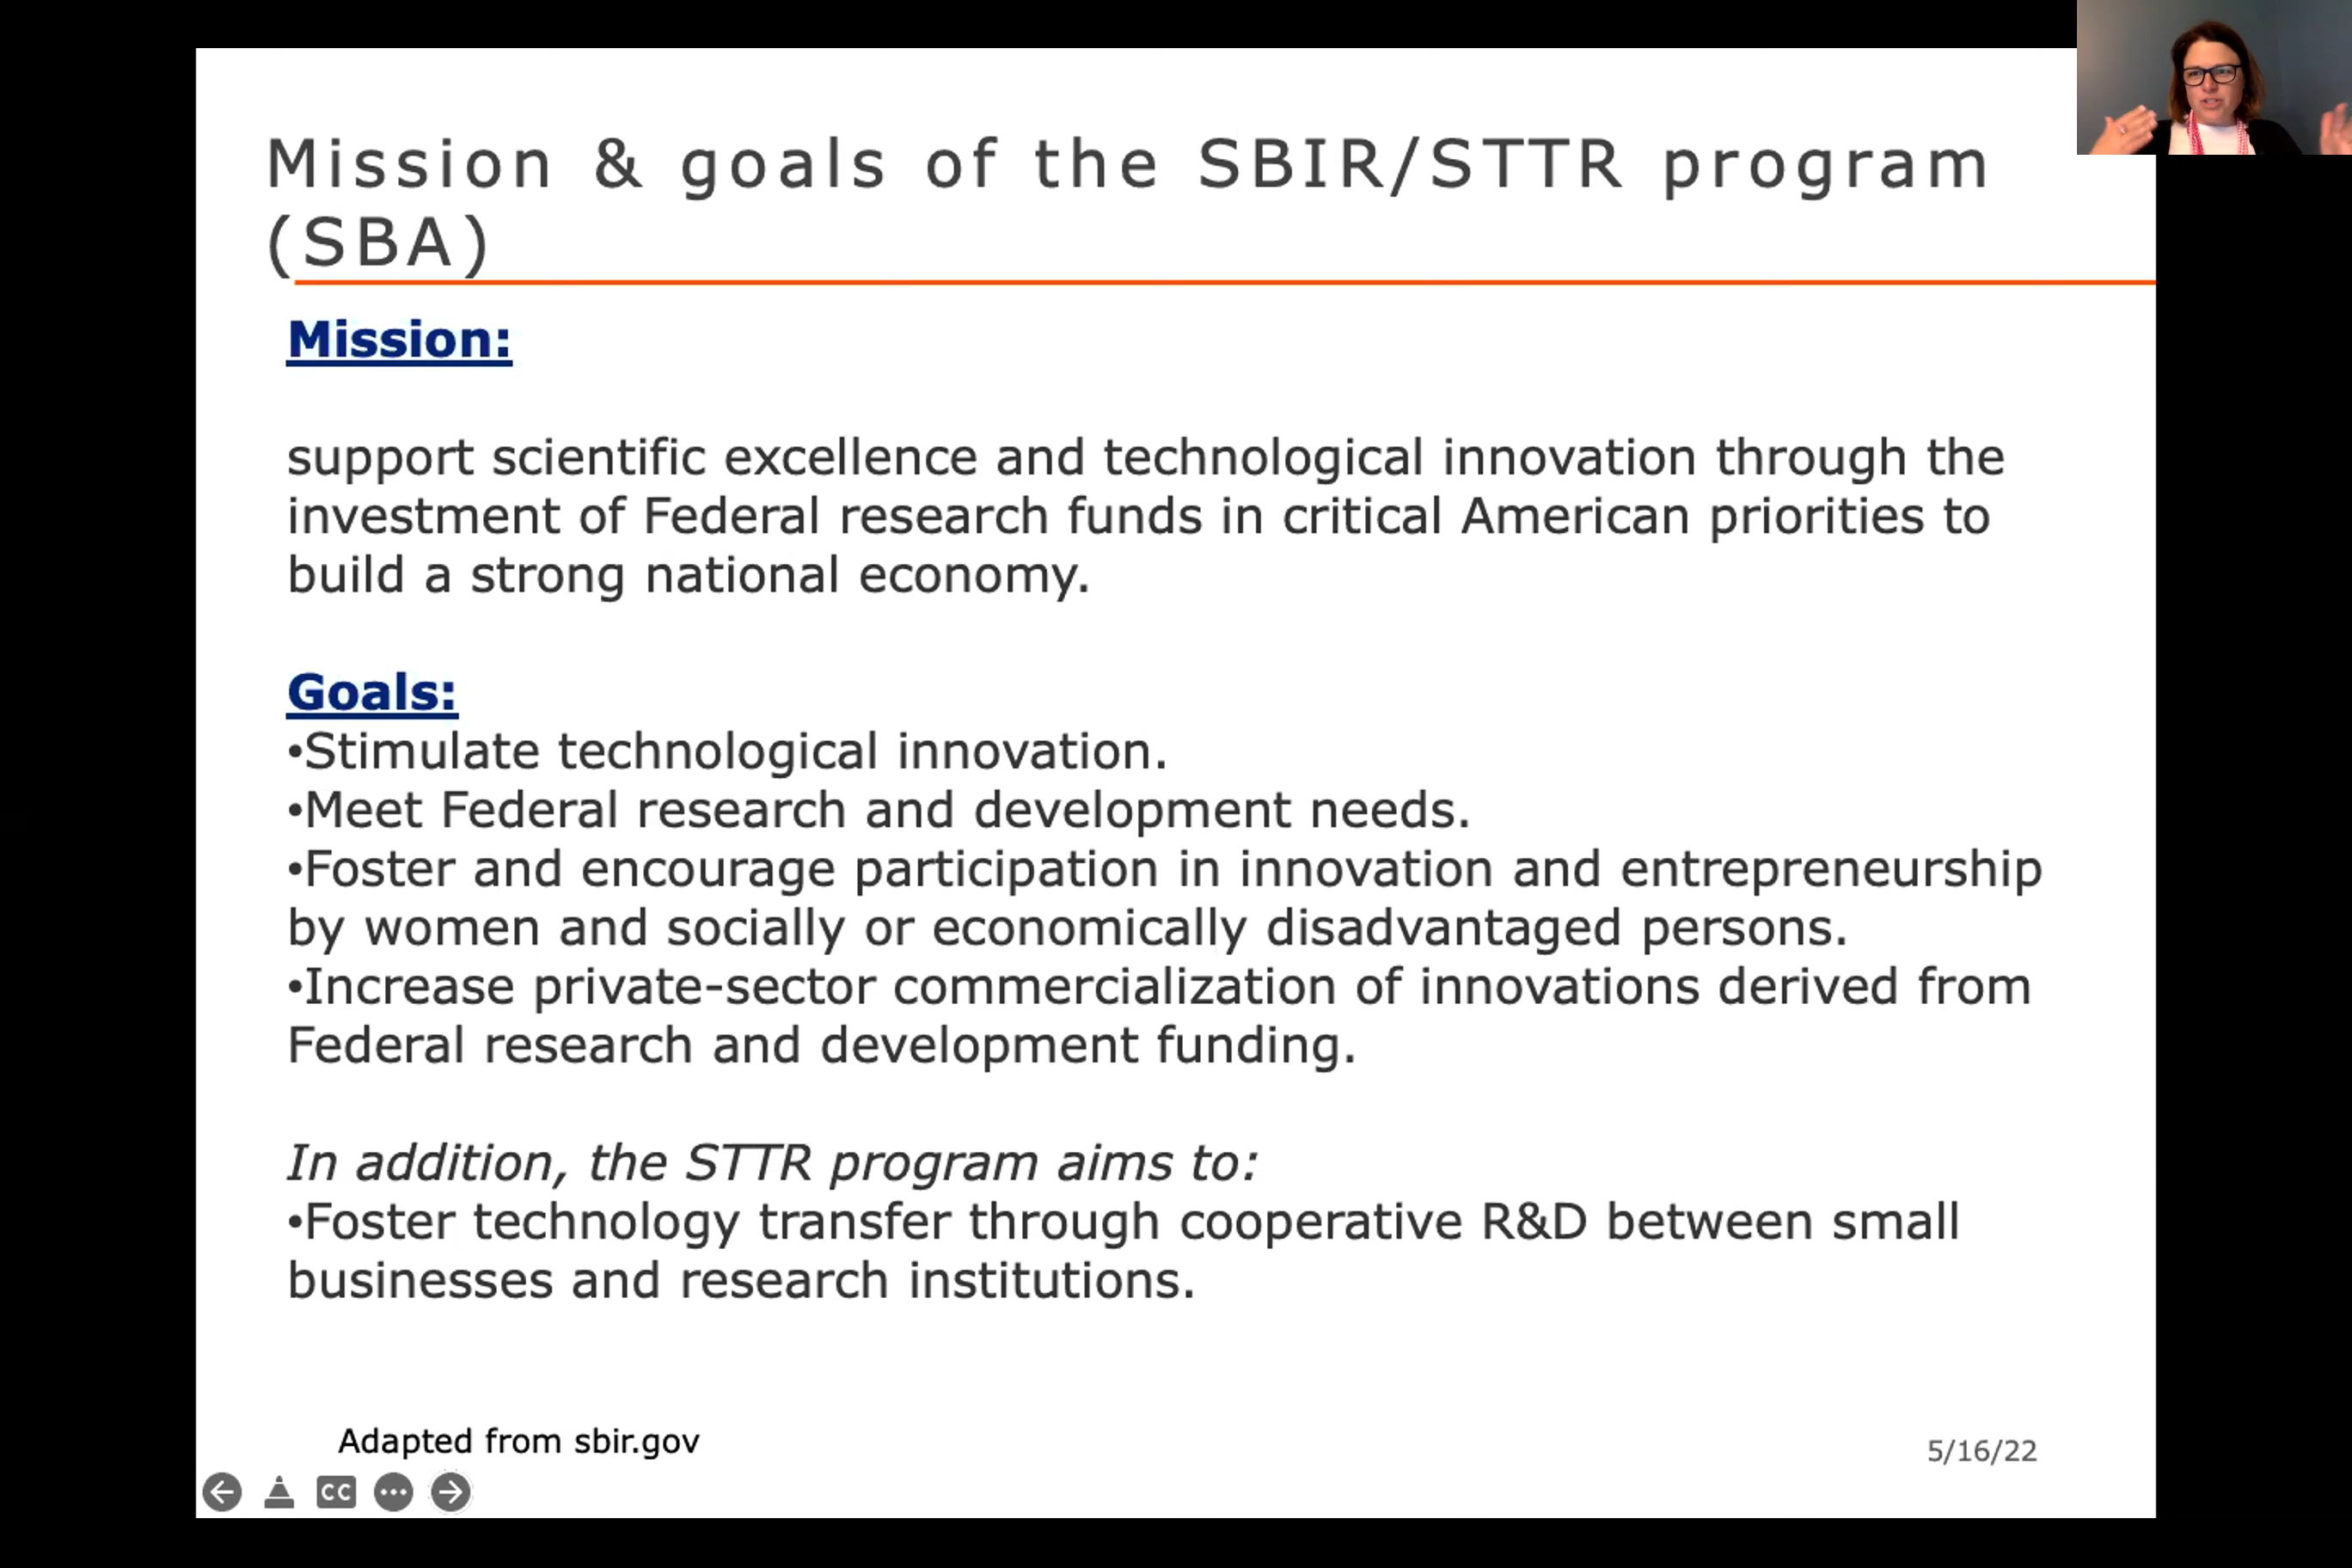 Mission & goals of the SBIR/STTR program
(SBA)
Mission:
support scientific excellence and technological innovation through the
investment of Federal research funds in critical American priorities to
build a strong national economy.
Goals:
•Stimulate technological innovation.
•Meet Federal research and development needs.
•Foster and encourage participation in innovation and entrepreneurship
by women and socially or economically disadvantaged persons.
•Increase private-sector commercialization of innovations derived from
Federal research and development funding.
In addition, the STTR program aims to:
•Foster technology transfer through cooperative R&D between small
businesses and research institutions.
Adapted from sbir.gov
5/16/22
CC